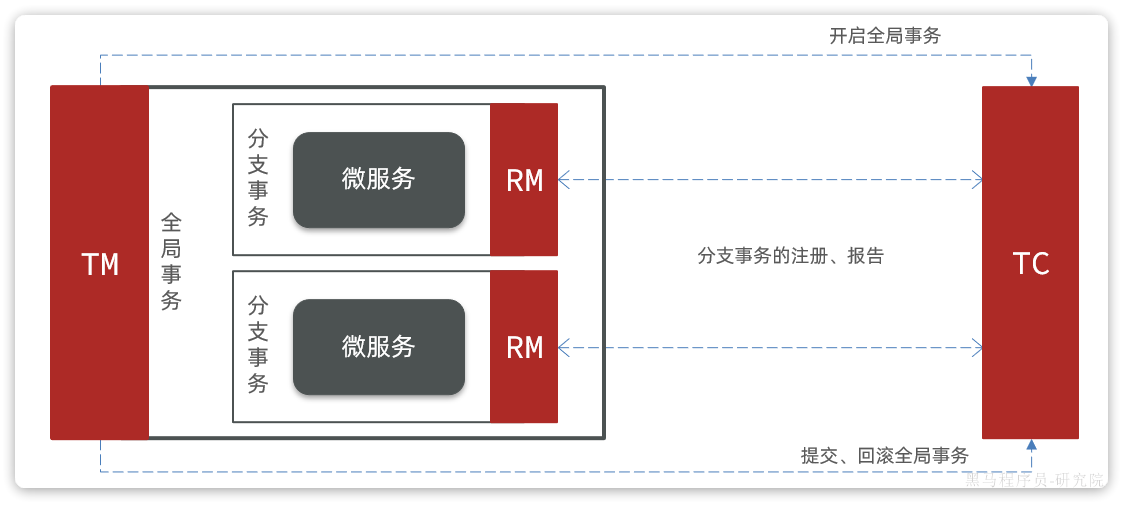 开启全局事务
TM
全局事务
分支事务
微服务
RM
分支事务
微服务
RM
分支事务的注册、报告
TC
提交、回滚全局事务
黑马程序员-研究院